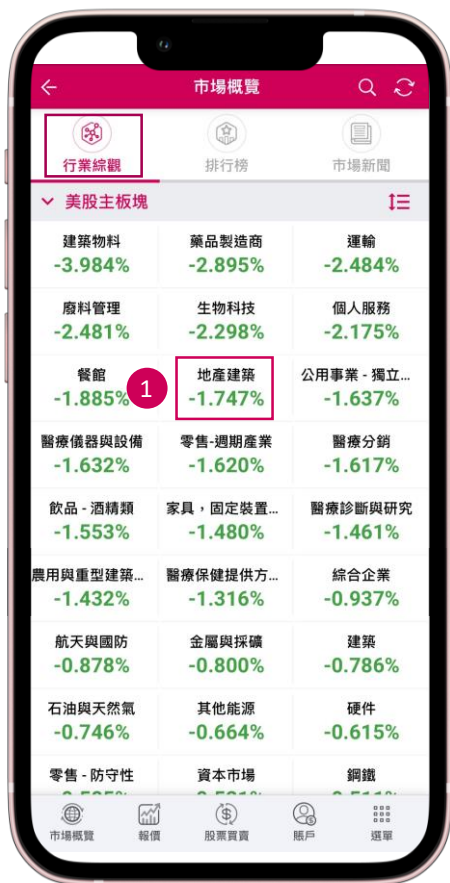 市場概覽
行業綜觀 排行榜 市場新聞
美股主板塊
建築物料 藥品製造商 運輸
-3.984% -2.895% -2.484%
廢料管理 生物科技 個人服務
-2.481% -2.298% -2.175%
餐館 地產建築 公用事業 - 獨立...
-1.885% 1 -1.747% -1.637%
醫療儀器與設備 零售-週期產業 醫療分銷
-1.632% -1.620% -1.617%
飲品 - 酒精類 家具，固定裝置... 醫療診斷與研究
-1.553% -1.480% -1.461%
農用與重型建築... 醫療保健提供方... 綜合企業
-1.432% -1.316% -0.937%
航天與國防 金屬與採礦 建築
-0.878% -0.800% -0.786%
石油與天然氣 其他能源 硬件
-0.746% -0.664% -0.615%
零售 - 防守性 資本市場 鋼鐵
市場概覽 報價 股票買賣 賬戶 選單